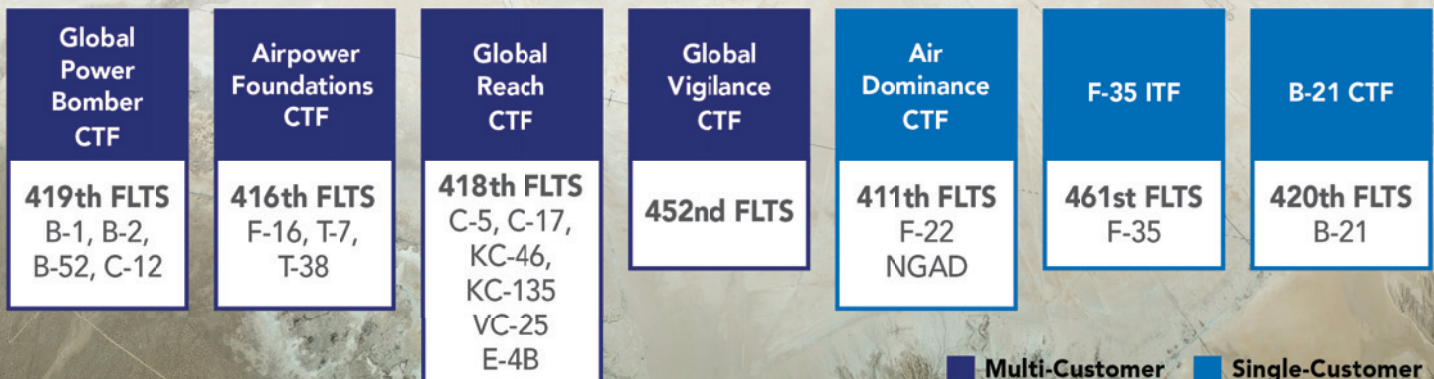 Global
Power
Bomber
CTF
419th FLTS
B-1, B-2,
B-52, C-12
Airpower
Foundations
CTF
416th FLTS
F-16, T-7,
T-38
Global
Reach
CTF
418th FLTS
C-5, C-17,
KC-46,
KC-135
VC-25
E-4B
Global
Vigilance
CTF
452nd FLTS
Air
Dominance
CTF
411th FLTS
F-22
NGAD
F-35 ITF
461st FLTS
F-35
B-21 CTF
420th FLTS
B-21
Multi-Customer
Single-Customer